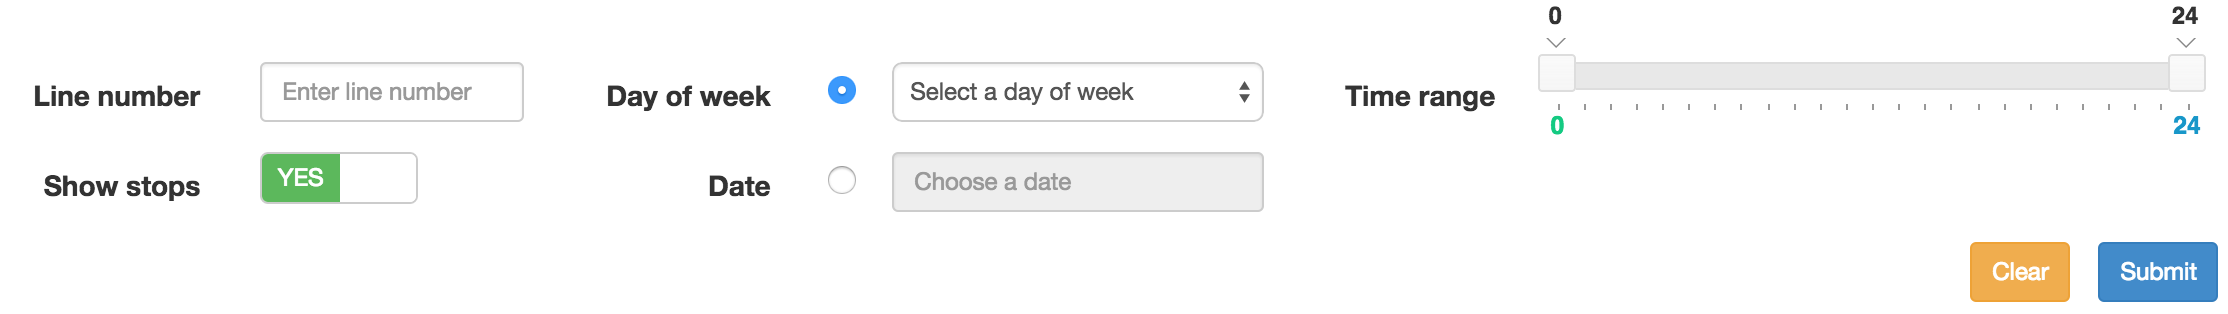 0 24
Line number Enter line number Day of week Select a day of week Time range
0 24
Show stops YES Date Choose a date
Clear Submit